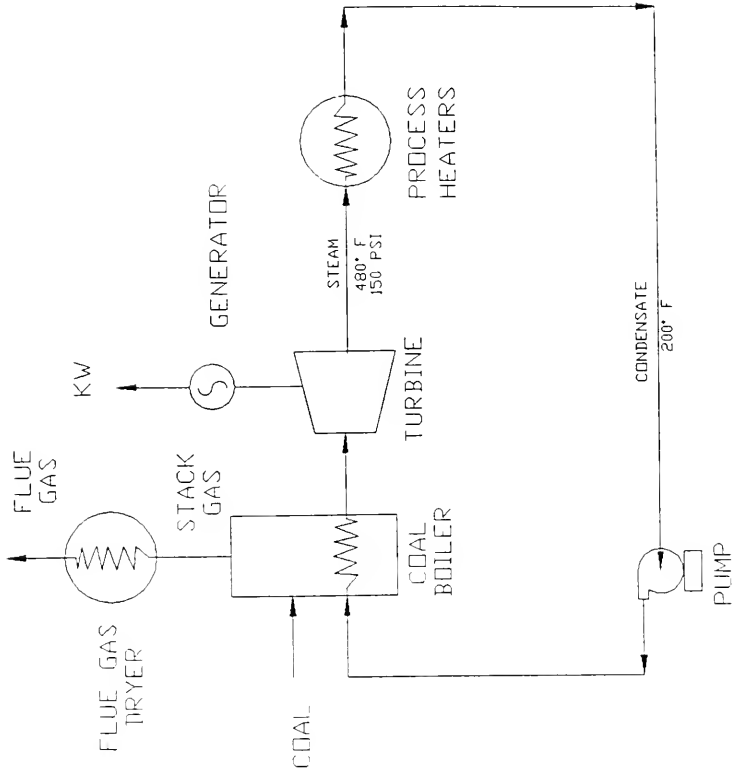 FLUE
GAS
KW
FLUE GAS
DRYER
STACK
GAS
GENERATOR
COAL
COAL
BOILER
TURBINE
STEAM
480° F
150 PSI
PROCESS
HEATERS
CONDENSATE
200° F
PUMP